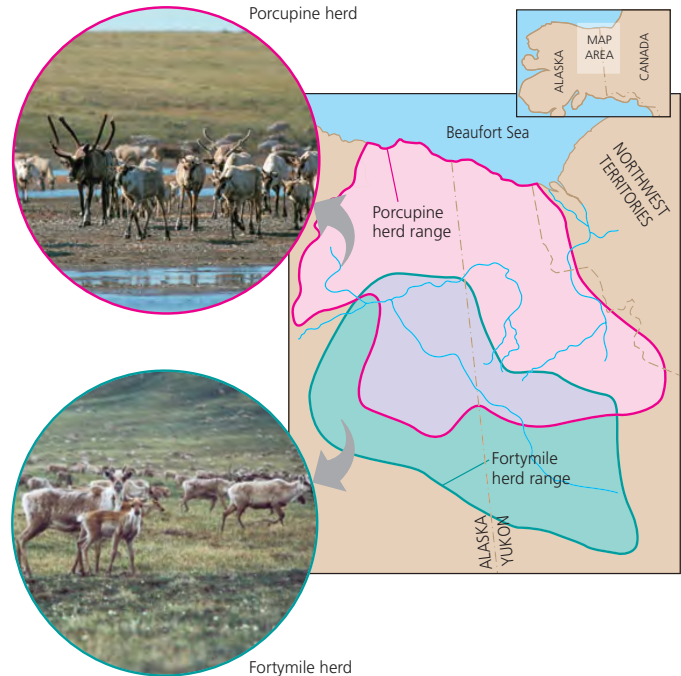 Porcupine herd
ALASKA
MAP
AREA
CANADA
Beaufort Sea
NORTHWEST
TERRITORIES
Porcupine
herd range
Fortymile
herd range
ALASKA
YUKON
Fortymile herd